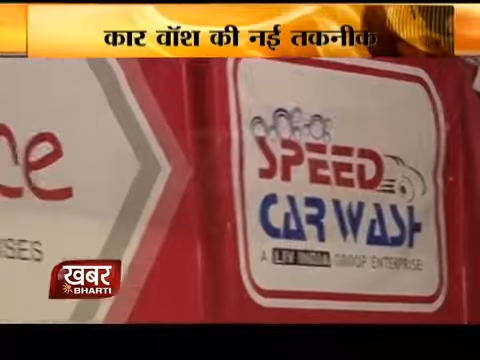 कार वॉश की नई तकनीक
ce
SPEED
CAR WASH
A LIV INDIA GROUP ENTERPRISE
ISES
खबर
BHARTI